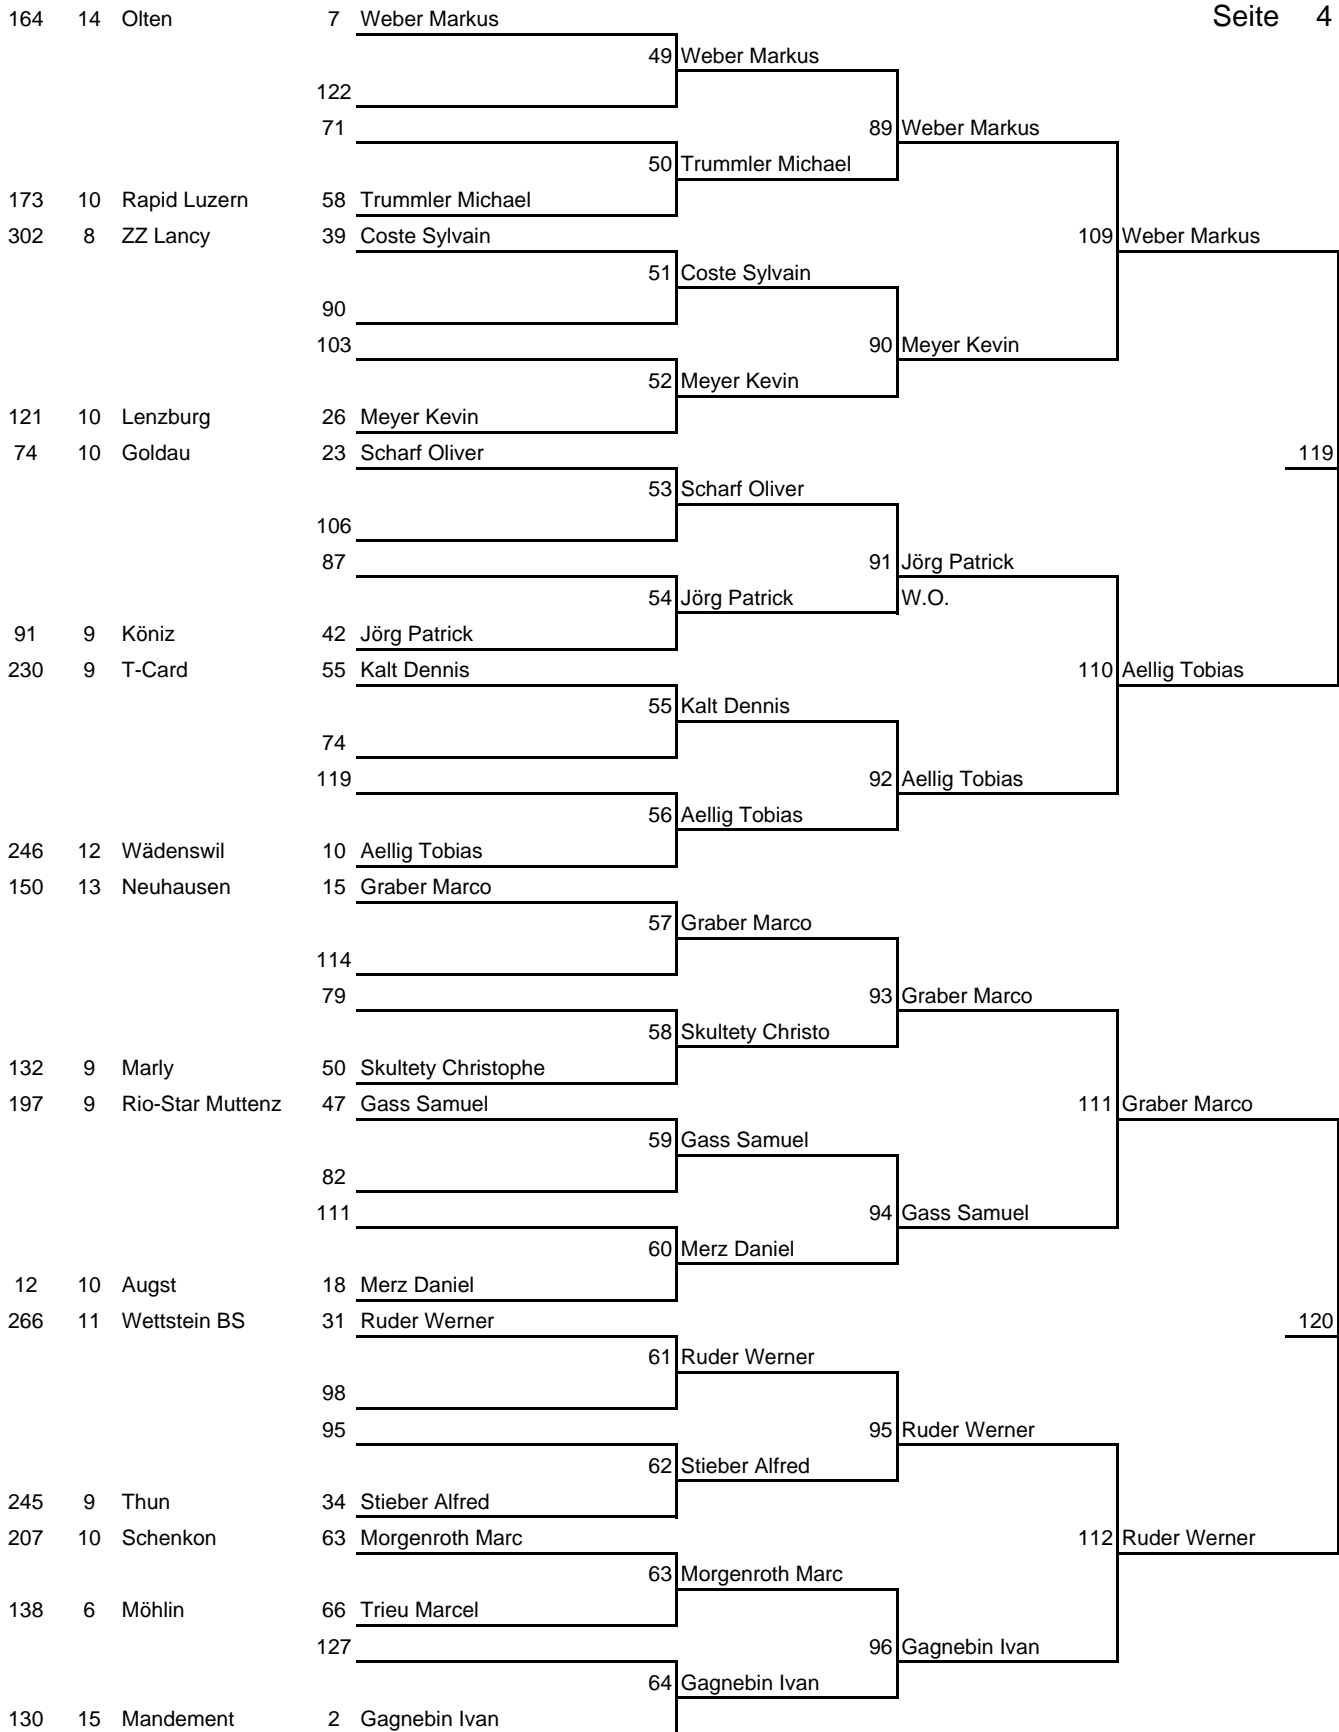 164 14 Olten 7 Weber Markus Seite 4
49 Weber Markus
122
71 89 Weber Markus
50 Trummler Michael
173 10 Rapid Luzern 58 Trummler Michael
302 8 ZZ Lancy 39 Coste Sylvain 109 Weber Markus
51 Coste Sylvain
90
103 90 Meyer Kevin
52 Meyer Kevin
121 10 Lenzburg 26 Meyer Kevin
74 10 Goldau 23 Scharf Oliver 119
53 Scharf Oliver
106
87 91 Jörg Patrick
54 Jörg Patrick W.O.
91 9 Köniz 42 Jörg Patrick
230 9 T-Card 55 Kalt Dennis 110 Aellig Tobias
55 Kalt Dennis
74
119 92 Aellig Tobias
56 Aellig Tobias
246 12 Wädenswil 10 Aellig Tobias
150 13 Neuhausen 15 Graber Marco
57 Graber Marco
114
79 93 Graber Marco
58 Skultety Christo
132 9 Marly 50 Skultety Christophe
197 9 Rio-Star Muttenz 47 Gass Samuel 111 Graber Marco
59 Gass Samuel
82
111 94 Gass Samuel
60 Merz Daniel
12 10 Augst 18 Merz Daniel
266 11 Wettstein BS 31 Ruder Werner 120
61 Ruder Werner
98
95 95 Ruder Werner
62 Stieber Alfred
245 9 Thun 34 Stieber Alfred
207 10 Schenkon 63 Morgenroth Marc 112 Ruder Werner
63 Morgenroth Marc
138 6 Möhlin 66 Trieu Marcel
127 96 Gagnebin Ivan
64 Gagnebin Ivan
130 15 Mandement 2 Gagnebin Ivan